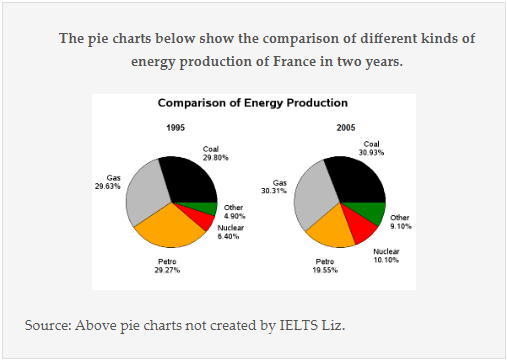 The pie charts below show the comparison of different kinds of
energy production of France in two years.
Comparison of Energy Production
1995
2005
Coal
29.80%
Gas
29.63%
Other
4.90%
Nuclear
6.40%
Petro
29.27%
Coal
30.93%
Gas
30.31%
Other
9.10%
Nuclear
10.10%
Petro
19.55%
Source: Above pie charts not created by IELTS Liz.